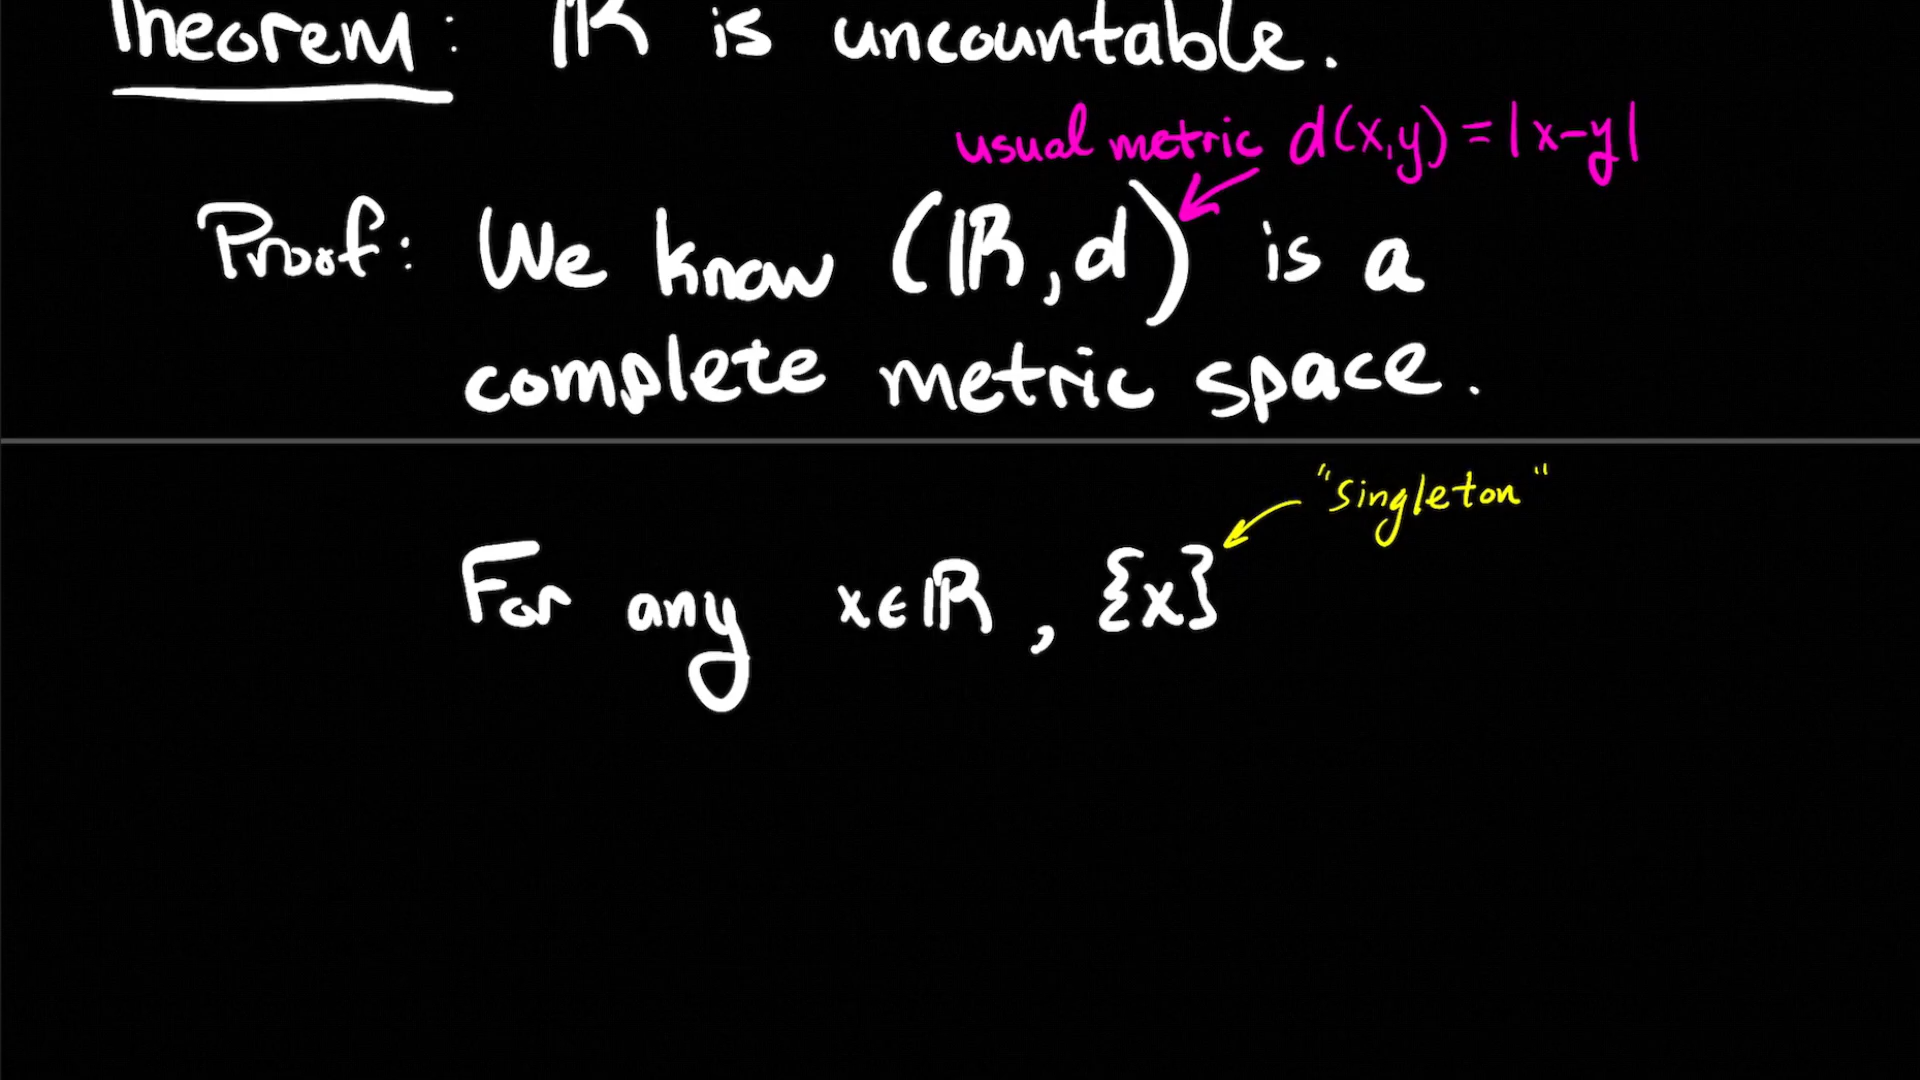 Theorem: ℝ is uncountable.
usual metric d(x,y) = |x-y|
Proof: We know (ℝ, d) is a
complete metric space.
"singleton"
For any x∈ℝ, {x}